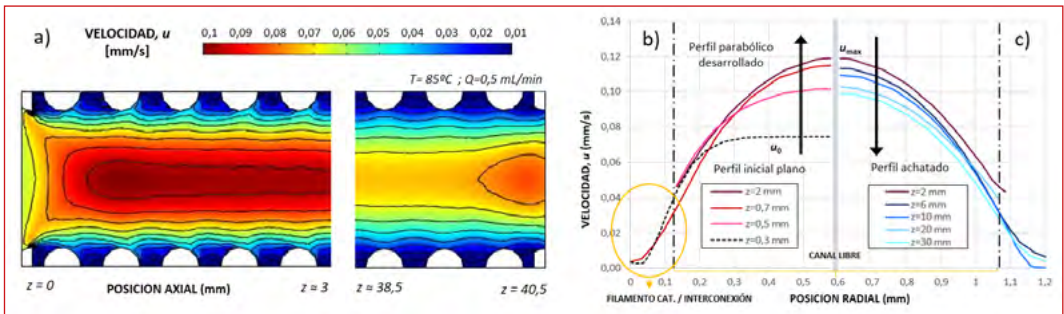 a)
VELOCIDAD, u
[mm/s]
0,1 0,09 0,08 0,07 0,06 0,05 0,04 0,03 0,02 0,01
T= 85ºC ; Q=0,5 mL/min
z = 0
POSICION AXIAL (mm)
z ≈ 3
z ≈ 38,5
z = 40,5
b)
c)
VELOCIDAD, u (mm/s)
0,14
0,12
0,10
0,08
0,06
0,04
0,02
0,00
Perfil parabólico
desarrollado
umax
u0
Perfil inicial plano
Perfil achatado
z=2 mm
z=0,7 mm
z=0,5 mm
z=0,3 mm
z=2 mm
z=6 mm
z=10 mm
z=20 mm
z=30 mm
CANAL LIBRE
0 0,1 0,2 0,3 0,4 0,5 0,6 0,7 0,8 0,9 1 1,1 1,2
FILAMENTO CAT. / INTERCONEXIÓN
POSICION RADIAL (mm)